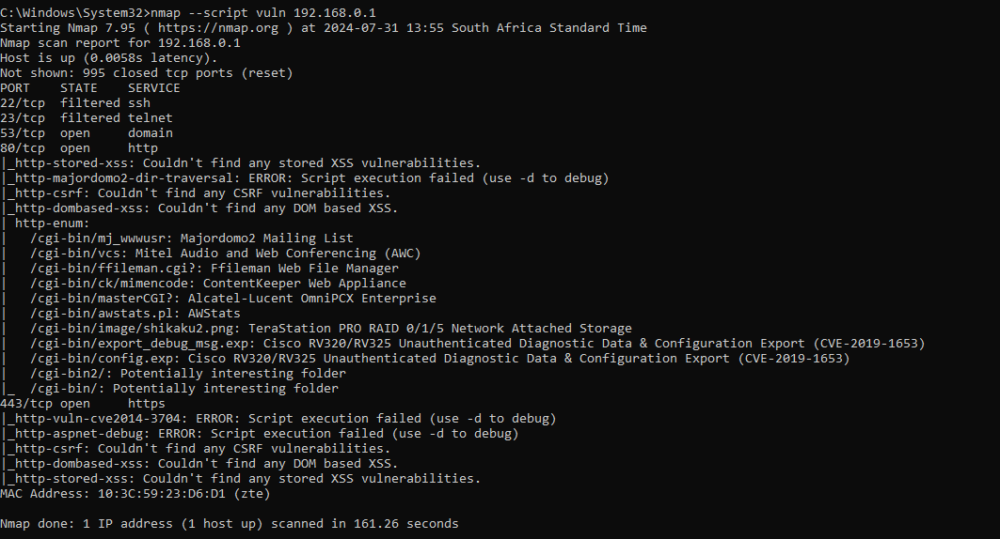 C:\Windows\System32>nmap --script vuln 192.168.0.1
Starting Nmap 7.95 ( https://nmap.org ) at 2024-07-31 13:55 South Africa Standard Time
Nmap scan report for 192.168.0.1
Host is up (0.0058s latency).
Not shown: 995 closed tcp ports (reset)
PORT    STATE    SERVICE
22/tcp  filtered ssh
23/tcp  filtered telnet
53/tcp  open     domain
80/tcp  open     http
|_http-stored-xss: Couldn't find any stored XSS vulnerabilities.
|_http-majordomo2-dir-traversal: ERROR: Script execution failed (use -d to debug)
|_http-csrf: Couldn't find any CSRF vulnerabilities.
|_http-dombased-xss: Couldn't find any DOM based XSS.
| http-enum:
|   /cgi-bin/mj_wwwusr: Majordomo2 Mailing List
|   /cgi-bin/vcs: Mitel Audio and Web Conferencing (AWC)
|   /cgi-bin/ffileman.cgi?: Ffileman Web File Manager
|   /cgi-bin/ck/mimencode: ContentKeeper Web Appliance
|   /cgi-bin/masterCGI?: Alcatel-Lucent OmniPCX Enterprise
|   /cgi-bin/awstats.pl: AWStats
|   /cgi-bin/image/shikaku2.png: TeraStation PRO RAID 0/1/5 Network Attached Storage
|   /cgi-bin/export_debug_msg.exp: Cisco RV320/RV325 Unauthenticated Diagnostic Data & Configuration Export (CVE-2019-1653)
|   /cgi-bin/config.exp: Cisco RV320/RV325 Unauthenticated Diagnostic Data & Configuration Export (CVE-2019-1653)
|   /cgi-bin2/: Potentially interesting folder
|_  /cgi-bin/: Potentially interesting folder
443/tcp open     https
|_http-vuln-cve2014-3704: ERROR: Script execution failed (use -d to debug)
|_http-aspnet-debug: ERROR: Script execution failed (use -d to debug)
|_http-csrf: Couldn't find any CSRF vulnerabilities.
|_http-dombased-xss: Couldn't find any DOM based XSS.
|_http-stored-xss: Couldn't find any stored XSS vulnerabilities.
MAC Address: 10:3C:59:23:D6:D1 (zte)
Nmap done: 1 IP address (1 host up) scanned in 161.26 seconds